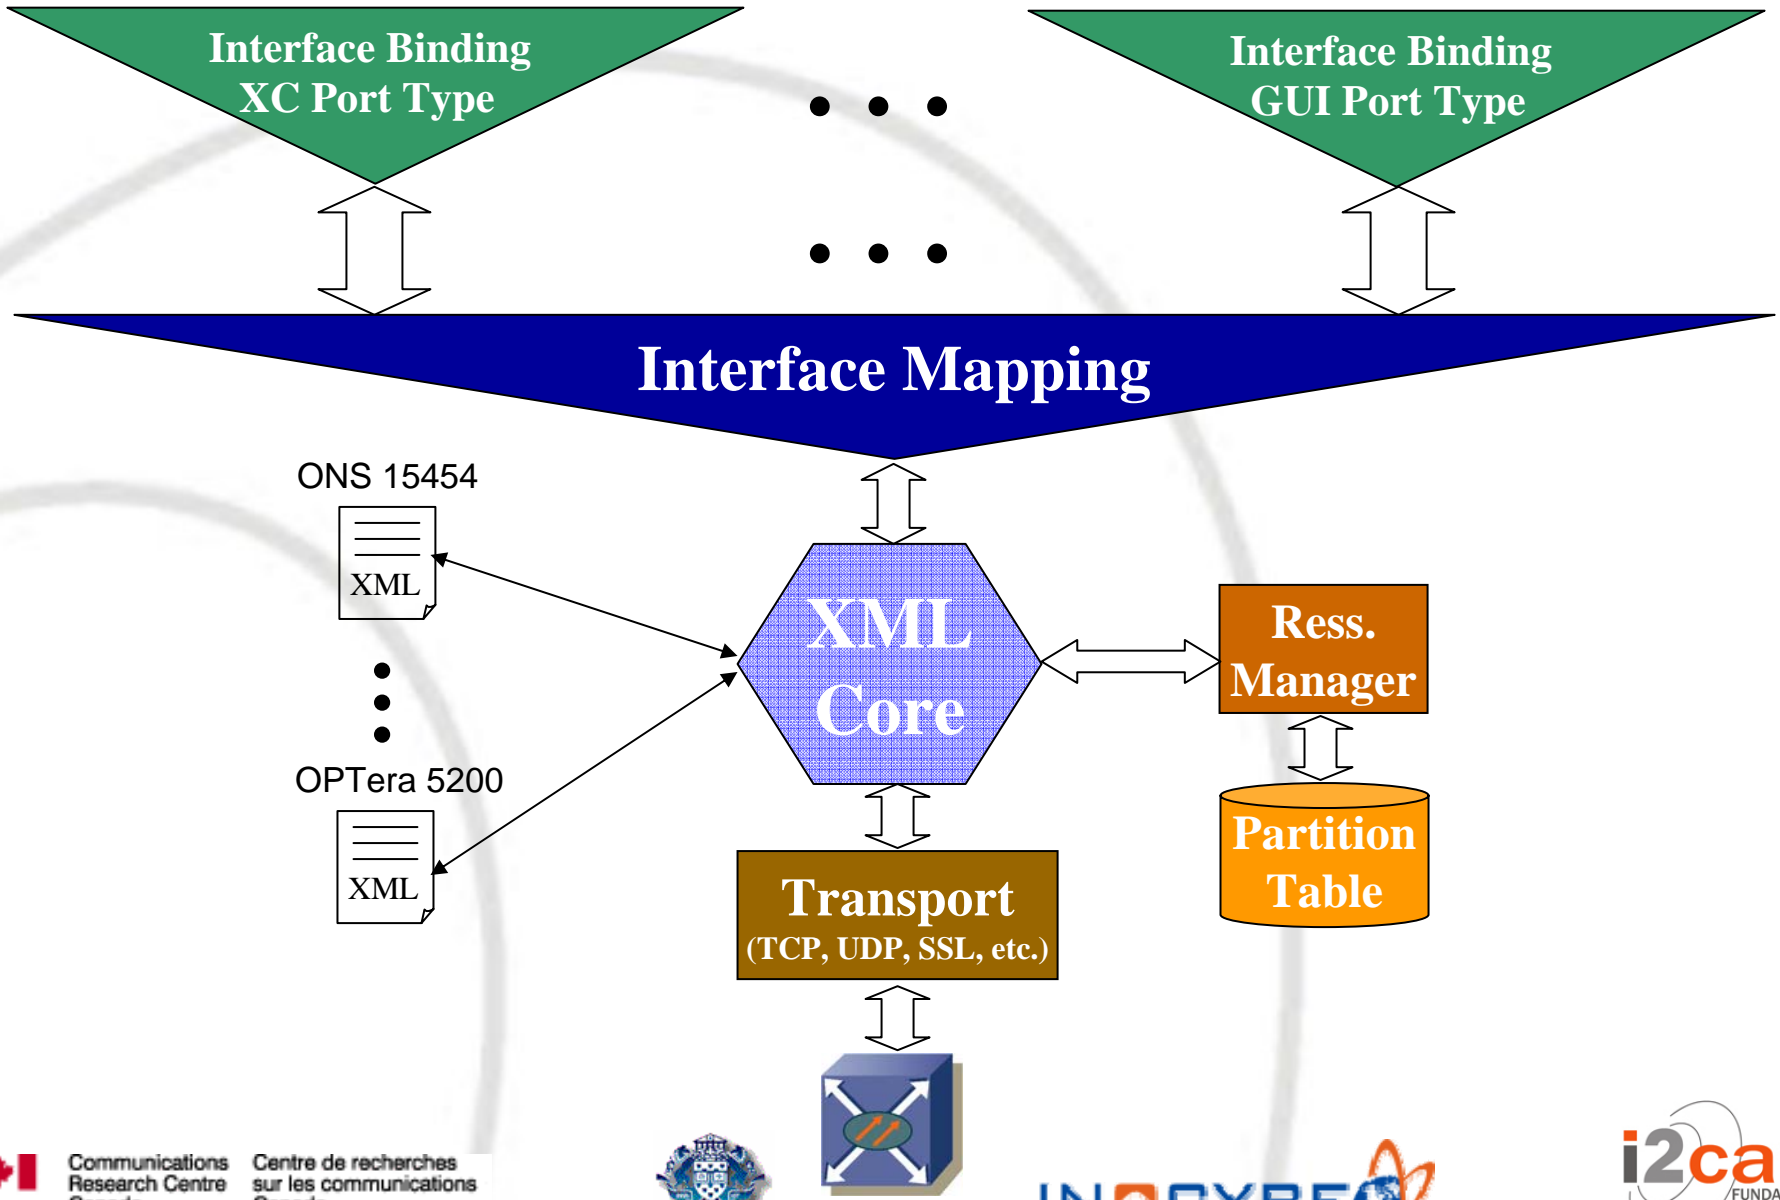 Interface Binding
XC Port Type
Interface Binding
GUI Port Type
Interface Mapping
ONS 15454
XML
XML
Core
Ress.
Manager
OPTera 5200
XML
Partition
Table
Transport
(TCP, UDP, SSL, etc.)
Communications
Research Centre
Centre de recherches
sur les communications
i2ca